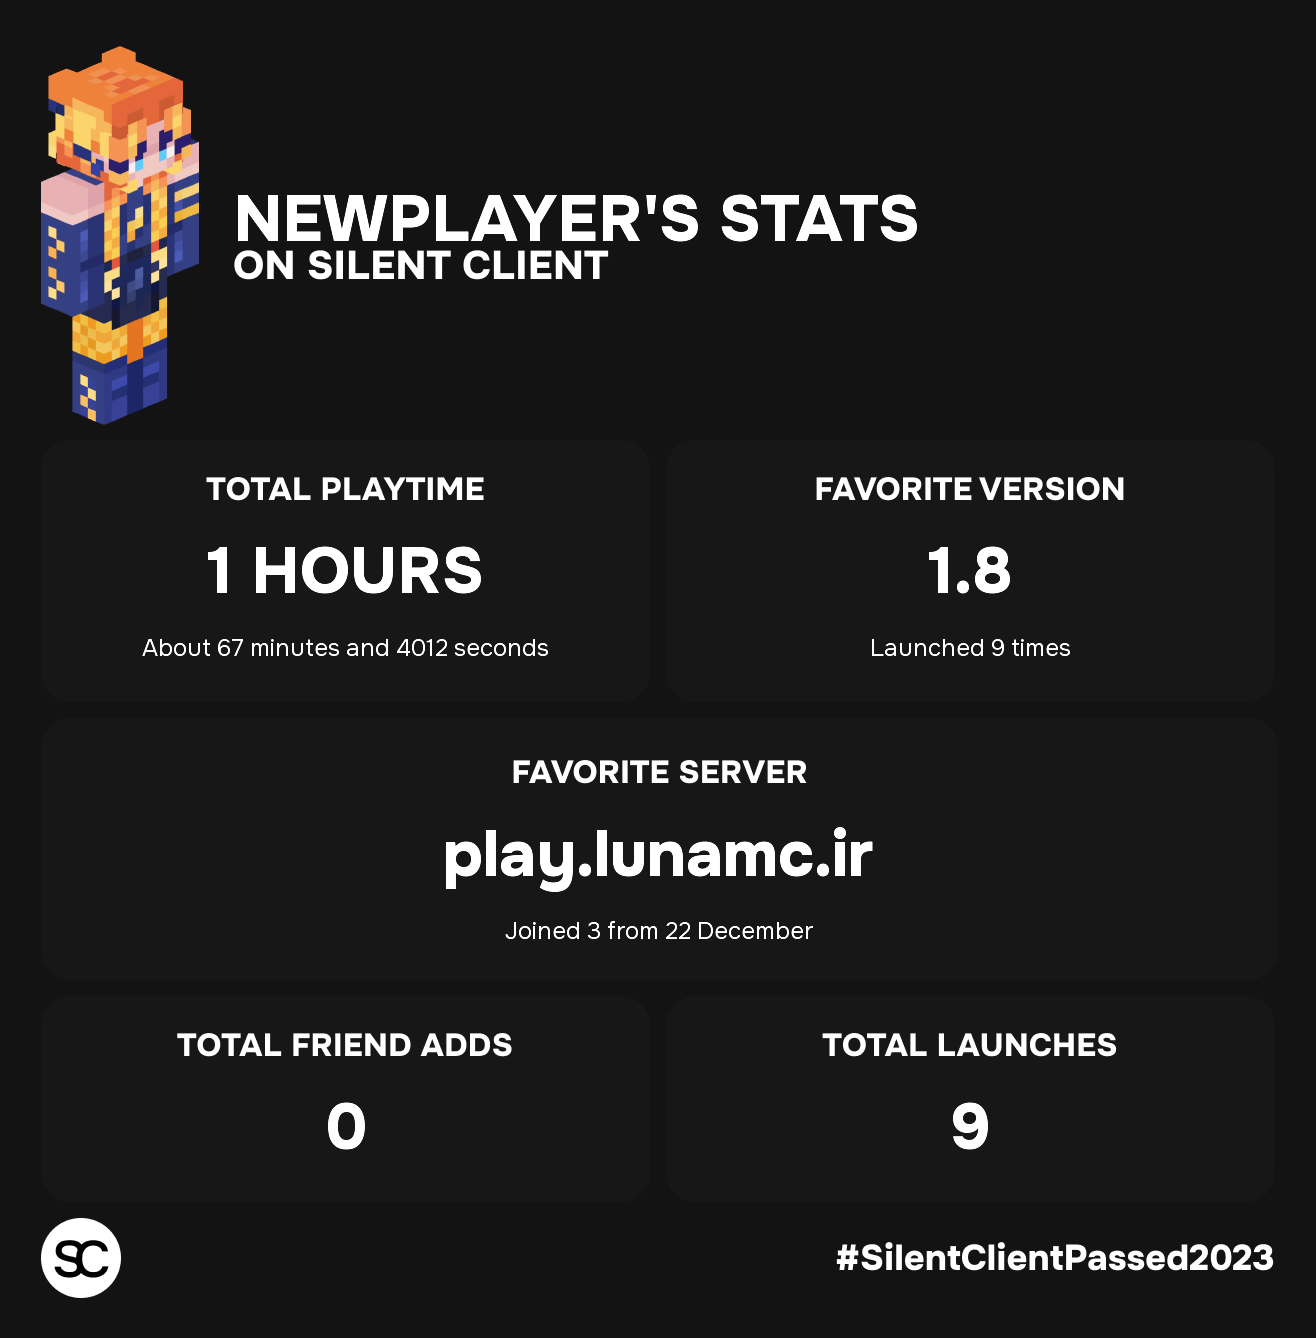 NEWPLAYER'S STATS
ON SILENT CLIENT
TOTAL PLAYTIME
1 HOURS
About 67 minutes and 4012 seconds
FAVORITE VERSION
1.8
Launched 9 times
FAVORITE SERVER
play.lunamc.ir
Joined 3 from 22 December
TOTAL FRIEND ADDS
0
TOTAL LAUNCHES
9
SC
#SilentClientPassed2023